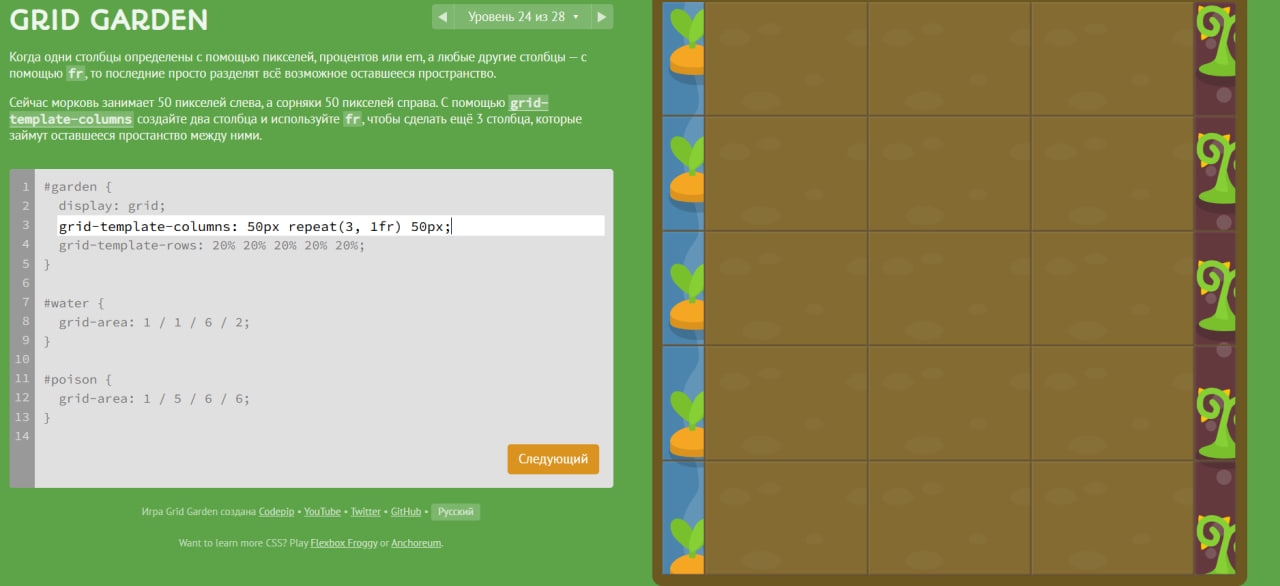 GRID GARDEN
◀ Уровень 24 из 28 ▾ ▶
Когда одни столбцы определены с помощью пикселей, процентов или em, а любые другие столбцы — с
помощью fr, то последние просто разделят всё возможное оставшееся пространство.
Сейчас морковь занимает 50 пикселей слева, а сорняки 50 пикселей справа. С помощью grid-
template-columns создайте два столбца и используйте fr, чтобы сделать ещё 3 столбца, которые
займут оставшееся простанство между ними.
1 #garden {
2 display: grid;
3 grid-template-columns: 50px repeat(3, 1fr) 50px;
4 grid-template-rows: 20% 20% 20% 20% 20%;
5 }
6
7 #water {
8 grid-area: 1 / 1 / 6 / 2;
9 }
10
11 #poison {
12 grid-area: 1 / 5 / 6 / 6;
13 }
14
Следующий
Игра Grid Garden создана Codepip • YouTube • Twitter • GitHub • Русский
Want to learn more CSS? Play Flexbox Froggy or Anchoreum.